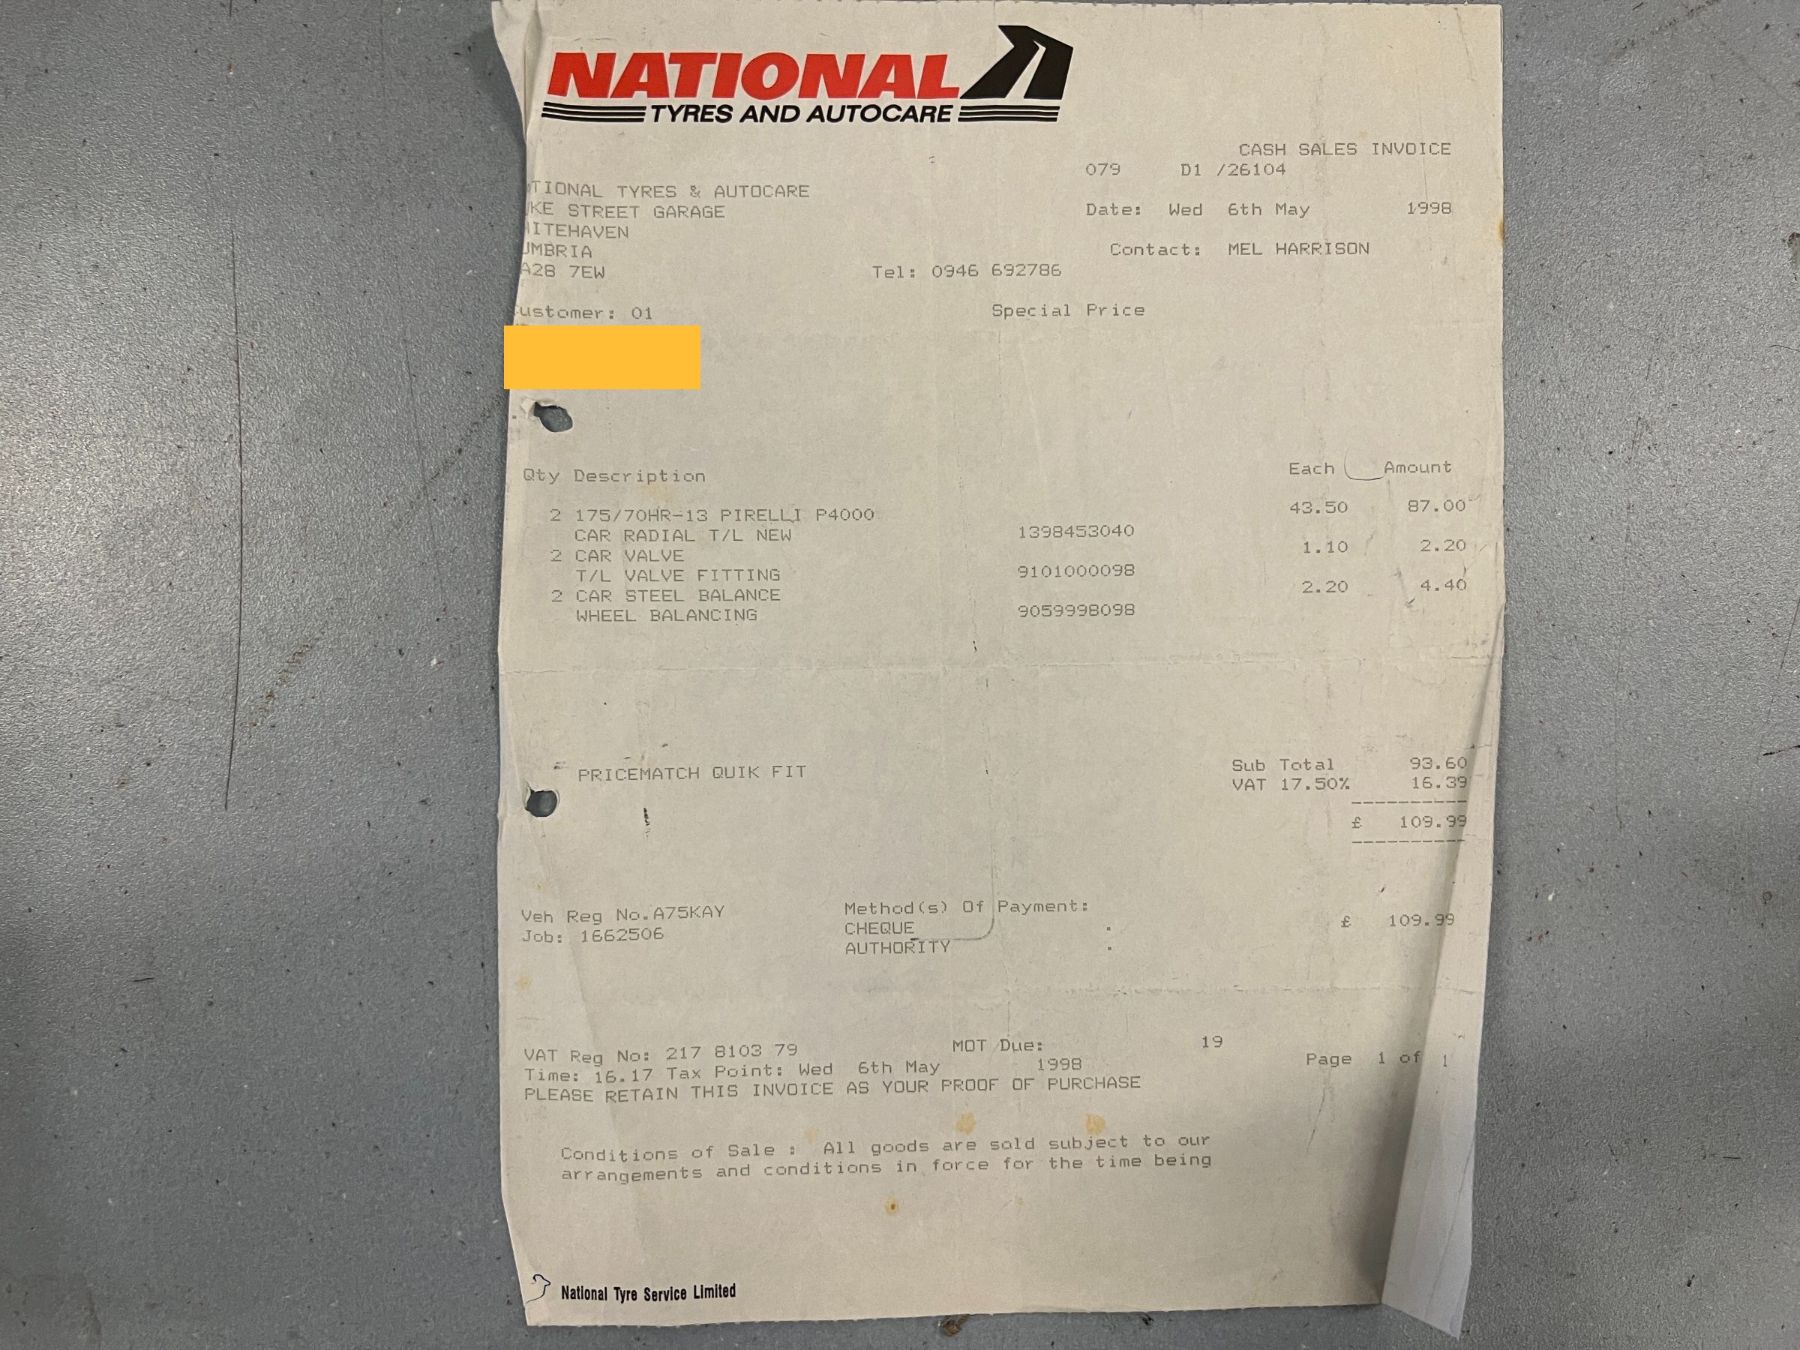 NATIONAL
TYRES AND AUTOCARE
CASH SALES INVOICE
079 D1 /26104
TIONAL TYRES & AUTOCARE
KE STREET GARAGE
Date: Wed 6th May 1998
ITEHAVEN
UMBRIA
Contact: MEL HARRISON
A28 7EW
Tel: 0946 692786
ustomer: 01
Special Price
Qty Description Each Amount
2 175/70HR-13 PIRELLI P4000 43.50 87.00
CAR RADIAL T/L NEW 1398453040
2 CAR VALVE 1.10 2.20
T/L VALVE FITTING 9101000098
2 CAR STEEL BALANCE 2.20 4.40
WHEEL BALANCING 9059998098
PRICEMATCH QUIK FIT
Sub Total 93.60
VAT 17.50% 16.39
£ 109.99
Veh Reg No.A75KAY
Job: 1662506
Method(s) Of Payment:
CHEQUE . £ 109.99
AUTHORITY .
VAT Reg No: 217 8103 79 MOT Due: 19
Time: 16.17 Tax Point: Wed 6th May 1998 Page 1 of 1
PLEASE RETAIN THIS INVOICE AS YOUR PROOF OF PURCHASE
Conditions of Sale : All goods are sold subject to our
arrangements and conditions in force for the time being
National Tyre Service Limited